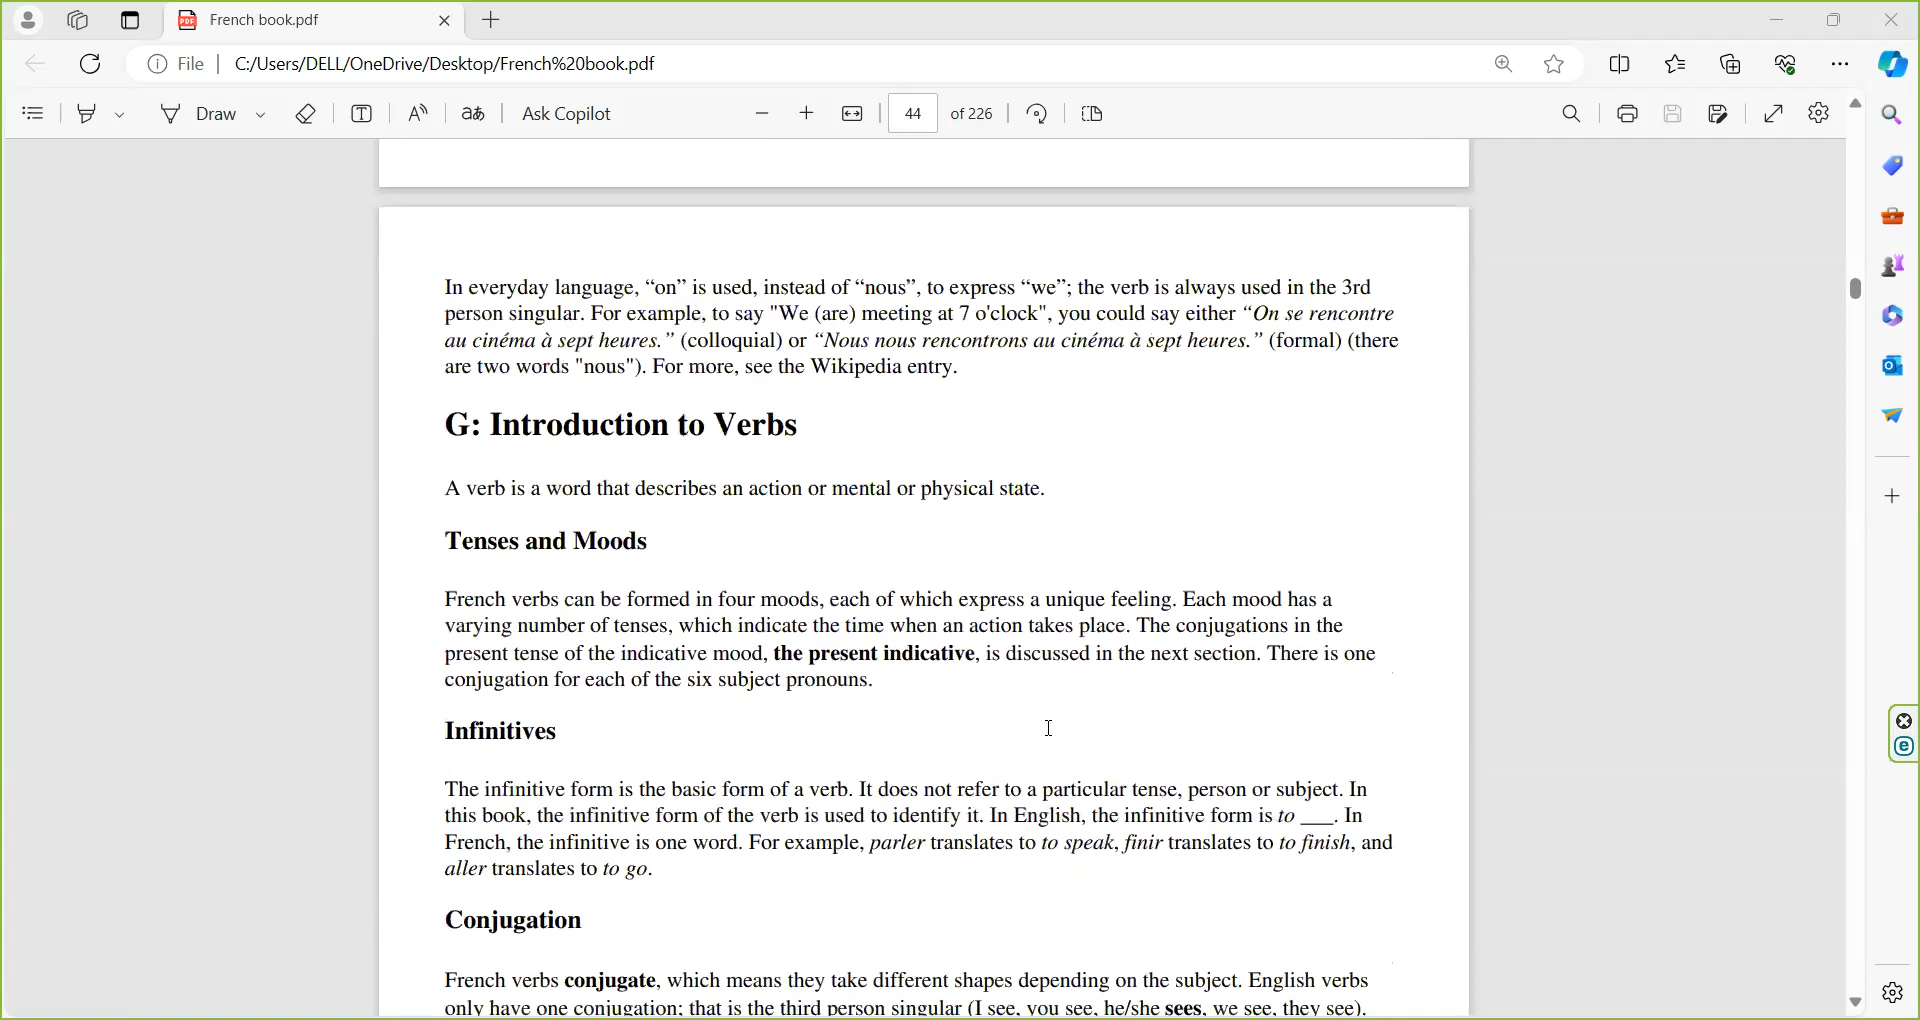 French book.pdf
File
C:/Users/DELL/OneDrive/Desktop/French%20book.pdf
Draw
aあ
Ask Copilot
44 of 226
In everyday language, “on” is used, instead of “nous”, to express “we”; the verb is always used in the 3rd
person singular. For example, to say "We (are) meeting at 7 o'clock", you could say either “On se rencontre
au cinéma à sept heures.” (colloquial) or “Nous nous rencontrons au cinéma à sept heures.” (formal) (there
are two words "nous"). For more, see the Wikipedia entry.
G: Introduction to Verbs
A verb is a word that describes an action or mental or physical state.
Tenses and Moods
French verbs can be formed in four moods, each of which express a unique feeling. Each mood has a
varying number of tenses, which indicate the time when an action takes place. The conjugations in the
present tense of the indicative mood, the present indicative, is discussed in the next section. There is one
conjugation for each of the six subject pronouns.
Infinitives
The infinitive form is the basic form of a verb. It does not refer to a particular tense, person or subject. In
this book, the infinitive form of the verb is used to identify it. In English, the infinitive form is to ___. In
French, the infinitive is one word. For example, parler translates to to speak, finir translates to to finish, and
aller translates to to go.
Conjugation
French verbs conjugate, which means they take different shapes depending on the subject. English verbs
only have one conjugation; that is the third person singular (I see, you see, he/she sees, we see, they see).